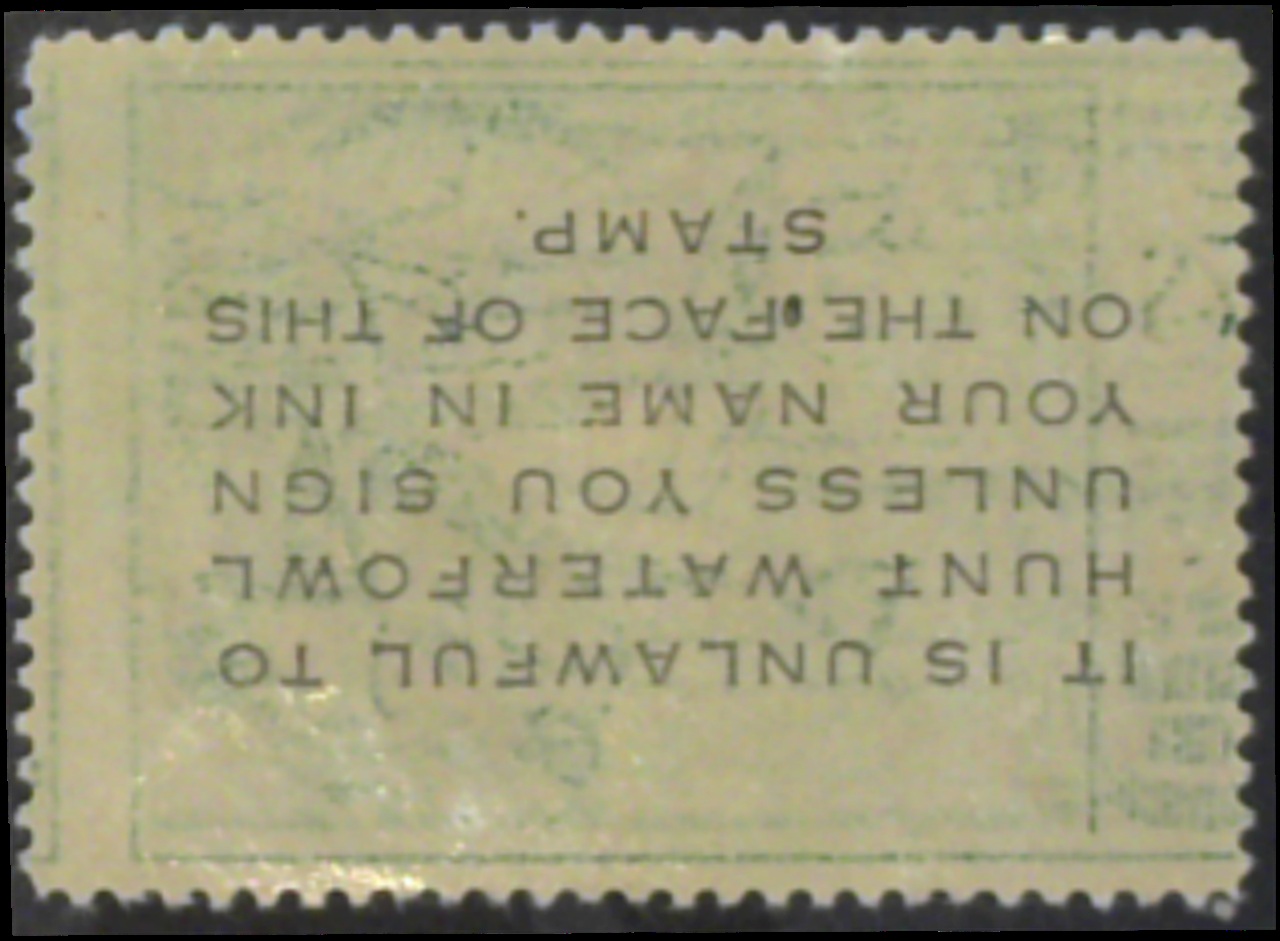 IT IS UNLAWFUL TO
HUNT WATERFOWL
UNLESS YOU SIGN
YOUR NAME IN INK
ON THE FACE OF THIS
STAMP.